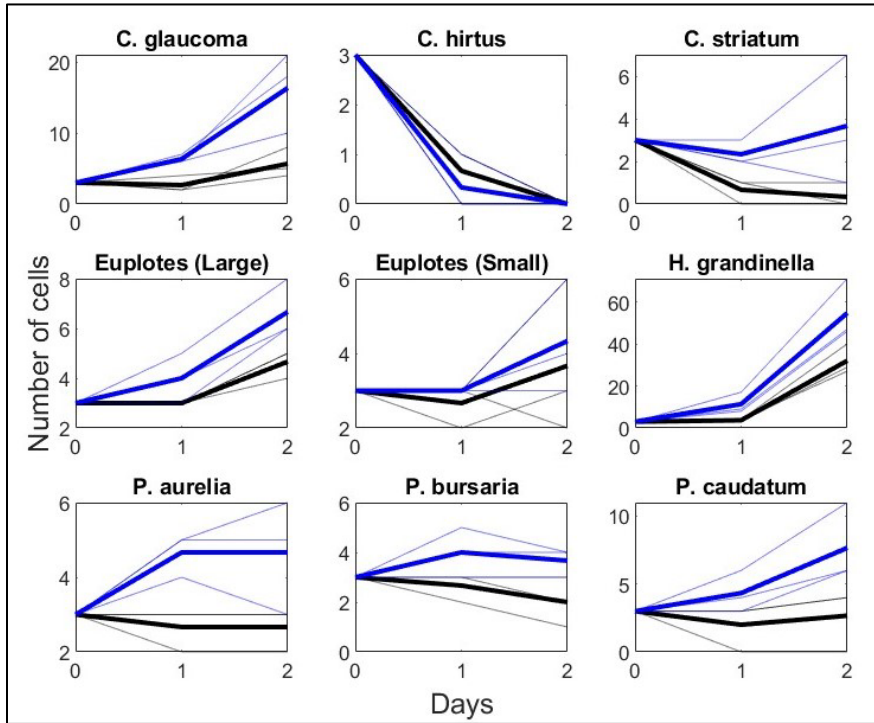 C. glaucoma
20
10
0
0 1 2
C. hirtus
3
2
1
0
0 1 2
C. striatum
6
4
2
0
0 1 2
Number of cells
Euplotes (Large)
8
6
4
2
0 1 2
Euplotes (Small)
6
4
2
0 1 2
H. grandinella
60
40
20
0
0 1 2
P. aurelia
6
4
2
0 1 2
P. bursaria
6
4
2
0
0 1 2
P. caudatum
10
5
0
0 1 2
Days